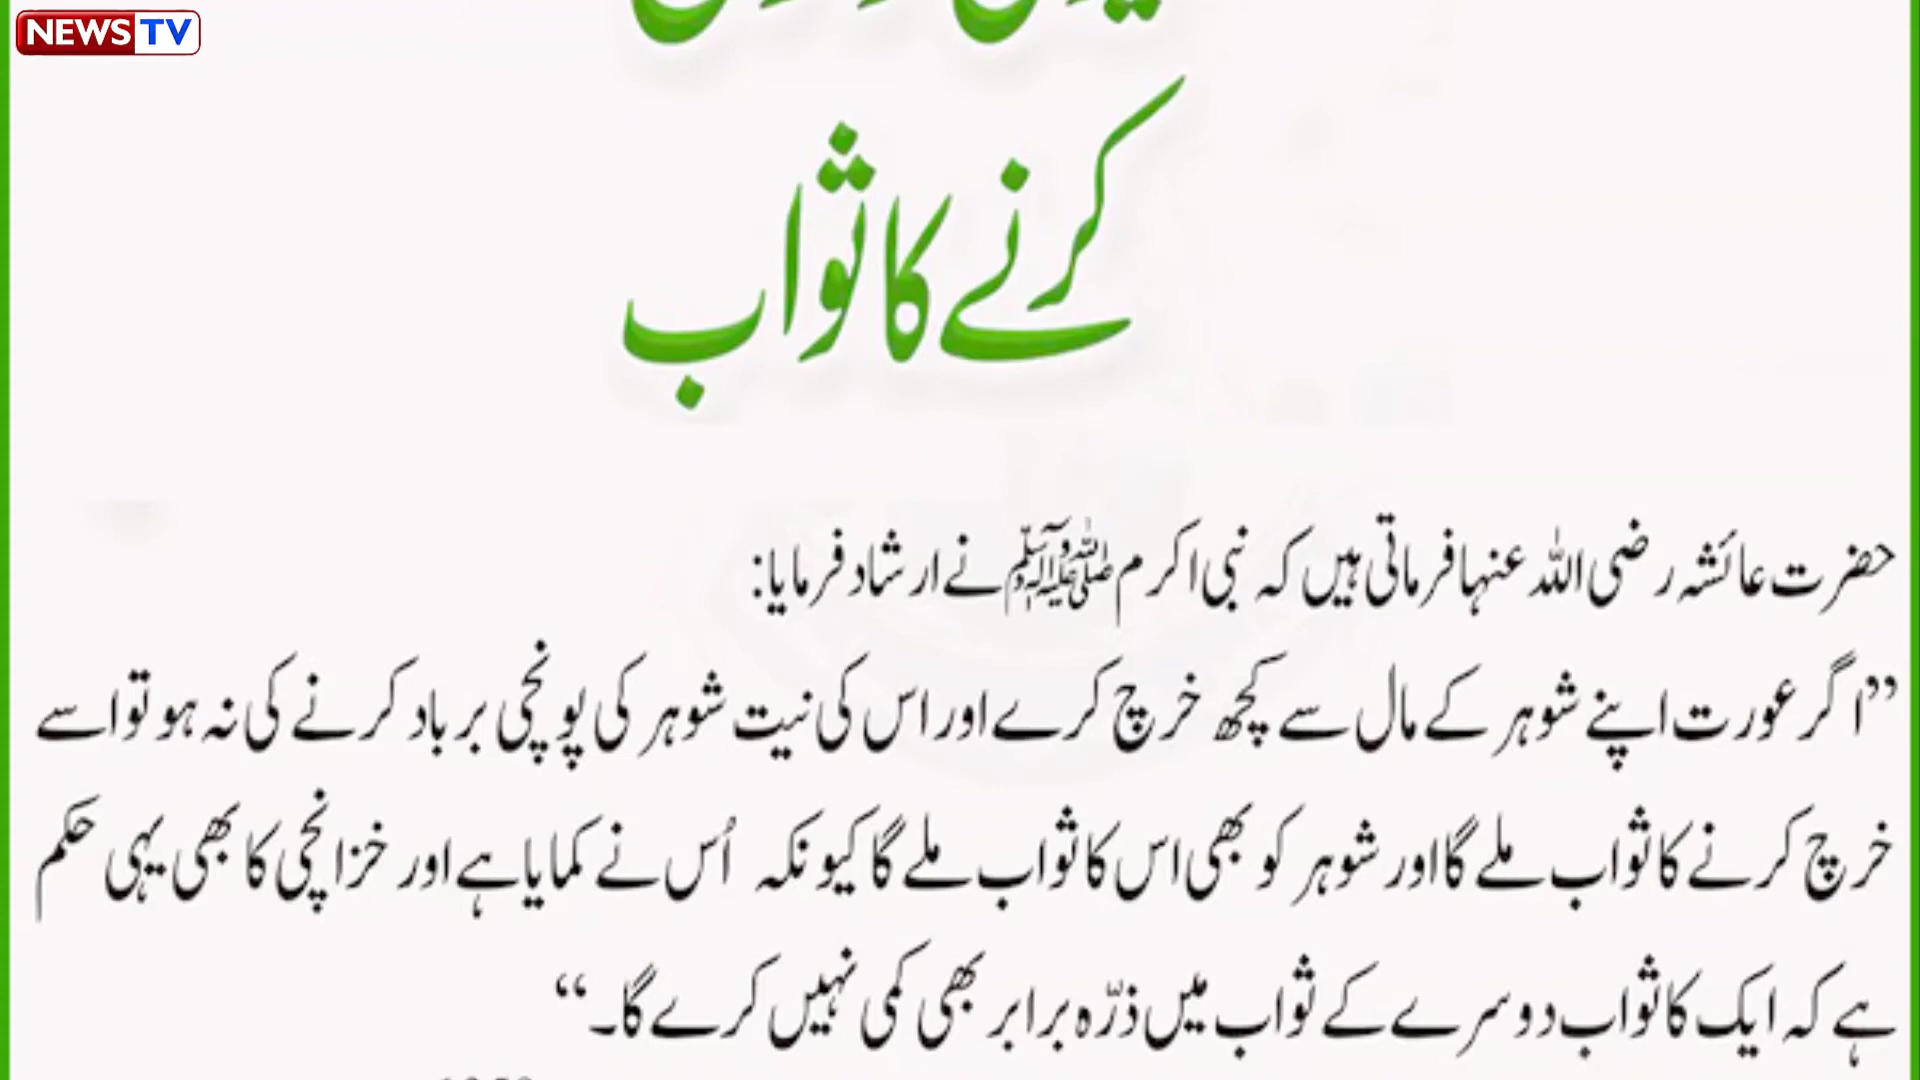 NEWS TV
کرنے کا ثواب
حضرت عائشہ رضی اللہ عنہا فرماتی ہیں کہ نبی اکرم ﷺ نے ارشاد فرمایا:
”اگر عورت اپنے شوہر کے مال سے کچھ خرچ کرے اور اس کی نیت شوہر کی پونچی برباد کرنے کی نہ ہو تو اسے
خرچ کرنے کا ثواب ملے گا اور شوہر کو بھی اس کا ثواب ملے گا کیونکہ اُس نے کمایا ہے اور خزانچی کا بھی یہی حکم
ہے کہ ایک کا ثواب دوسرے کے ثواب میں ذرّہ برابر بھی کمی نہیں کرے گا۔“